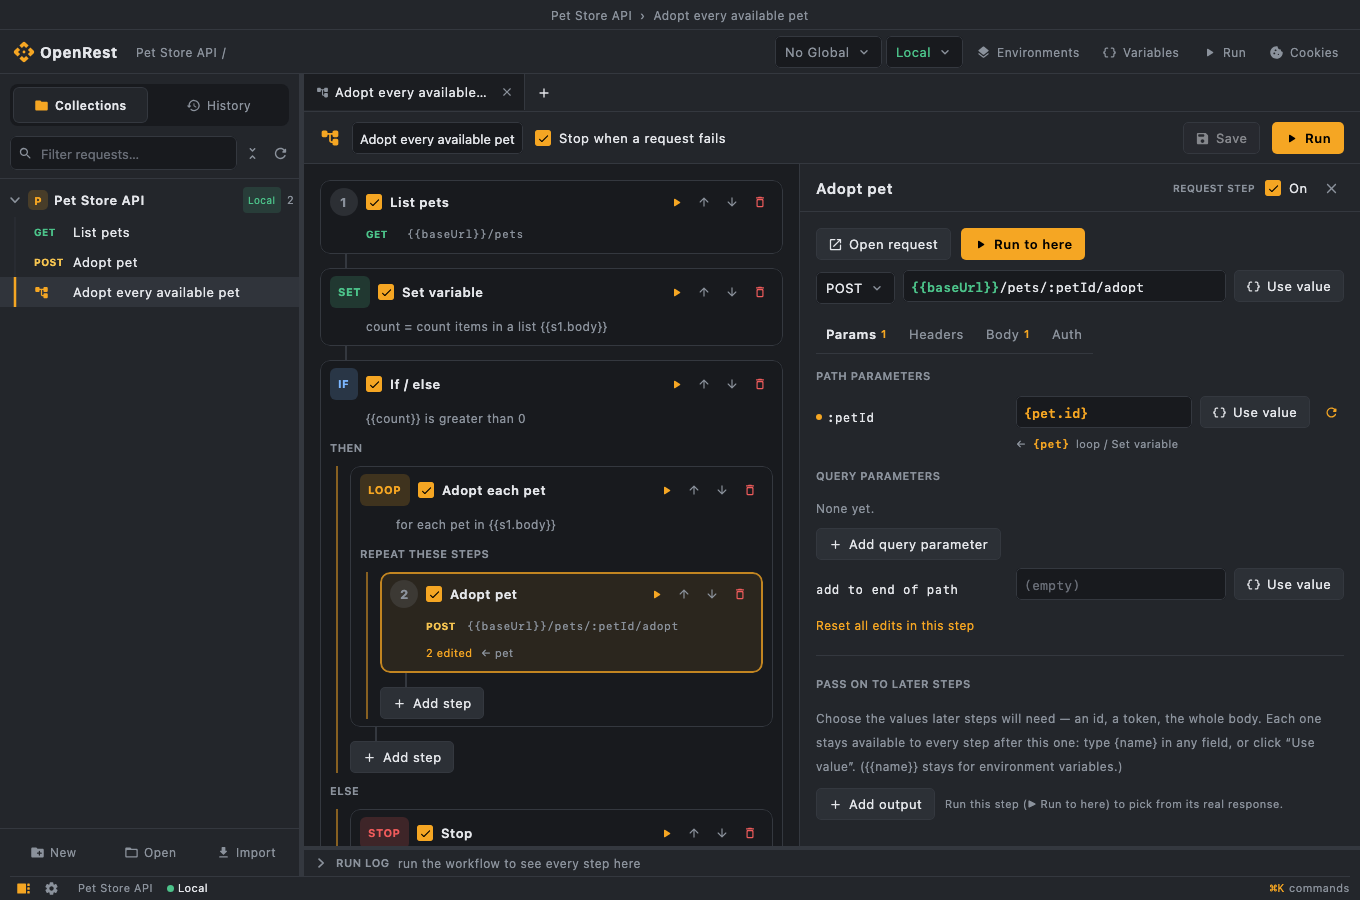 Pet Store API › Adopt every available pet
OpenRest Pet Store API / No Global Local Environments {} Variables Run Cookies
Collections History
Adopt every available... × +
Adopt every available pet Stop when a request fails Save Run
Filter requests...
P Pet Store API Local 2
GET List pets
POST Adopt pet
Adopt every available pet
1 List pets
GET {{baseUrl}}/pets
SET Set variable
count = count items in a list {{s1.body}}
IF If / else
{{count}} is greater than 0
THEN
LOOP Adopt each pet
for each pet in {{s1.body}}
REPEAT THESE STEPS
2 Adopt pet
POST {{baseUrl}}/pets/:petId/adopt
2 edited ← pet
+ Add step
+ Add step
ELSE
STOP Stop
Adopt pet REQUEST STEP On ×
Open request Run to here
POST {{baseUrl}}/pets/:petId/adopt {} Use value
Params 1 Headers Body 1 Auth
PATH PARAMETERS
:petId {pet.id} {} Use value
← {pet} loop / Set variable
QUERY PARAMETERS
None yet.
+ Add query parameter
add to end of path (empty) {} Use value
Reset all edits in this step
PASS ON TO LATER STEPS
Choose the values later steps will need — an id, a token, the whole body. Each one
stays available to every step after this one: type {name} in any field, or click “Use
value”. ({{name}} stays for environment variables.)
+ Add output Run this step (▶ Run to here) to pick from its real response.
New Open Import
RUN LOG run the workflow to see every step here
Pet Store API Local ⌘K commands